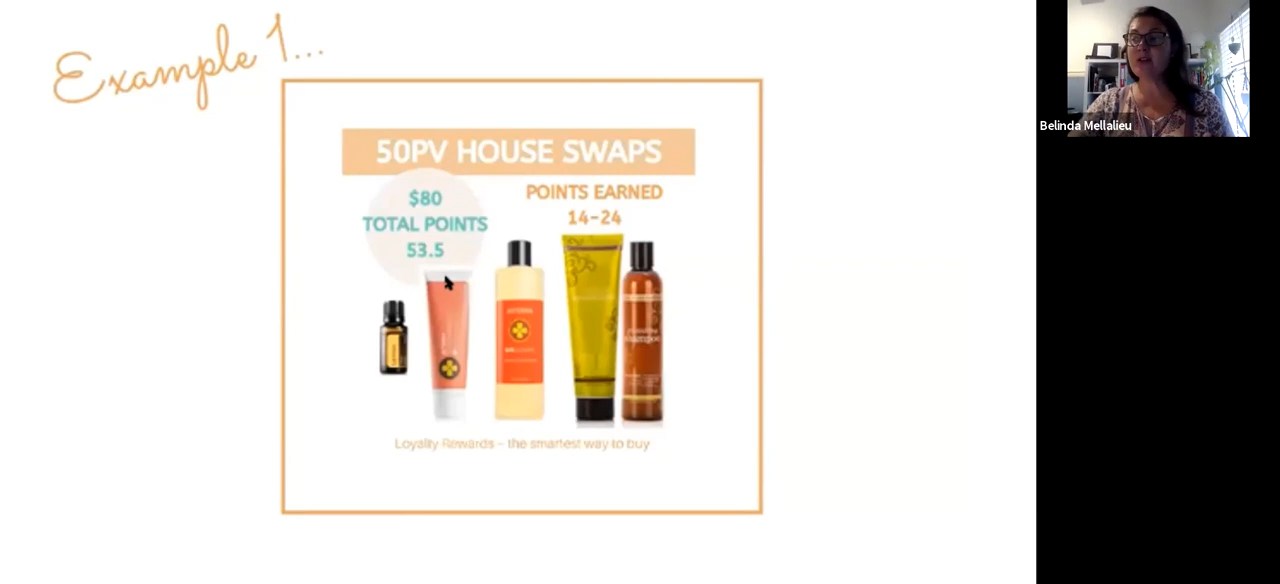 Example 1...
50PV HOUSE SWAPS
$80
TOTAL POINTS
53.5
POINTS EARNED
14-24
shampoo
Loyalty Rewards - the smartest way to buy
Belinda Mellalieu